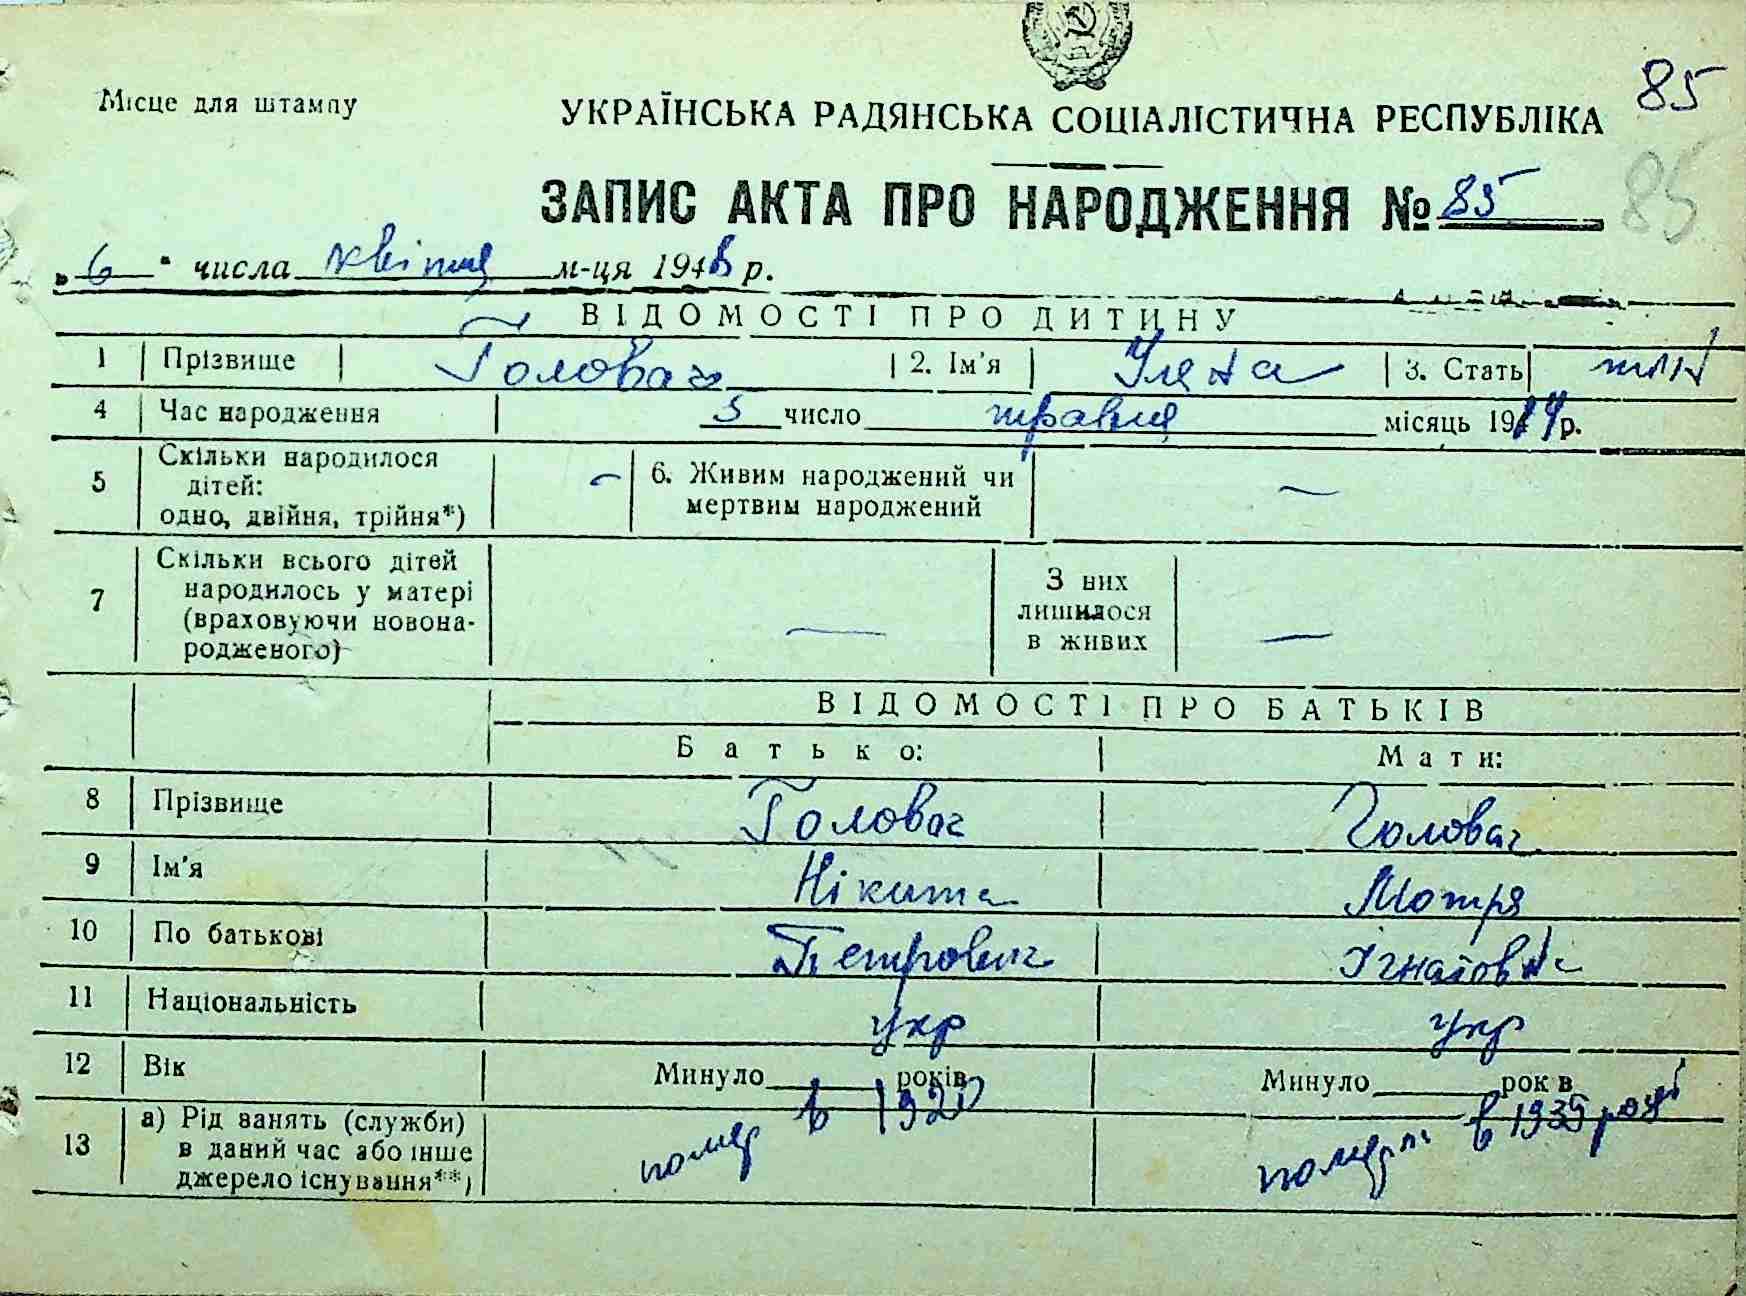 85
Місце для штампу
УКРАЇНСЬКА РАДЯНСЬКА СОЦІАЛІСТИЧНА РЕСПУБЛІКА
ЗАПИС АКТА ПРО НАРОДЖЕННЯ № 85
85
„6" числа квітня м-ця 1948 р.
ВІДОМОСТІ ПРО ДИТИНУ
1 Прізвище Головач 2. Ім'я Уляна 3. Стать
4 Час народження 5 число травня місяць 1914 р.
5 Скільки народилося дітей: одно, двійня, трійня*) — 6. Живим народжений чи мертвим народжений —
7 Скільки всього дітей народилось у матері (враховуючи новонародженого) — З них лишилося в живих —
ВІДОМОСТІ ПРО БАТЬКІВ
Батько: Мати:
8 Прізвище Головач Головач
9 Ім'я Нікита Мотря
10 По батькові Петрович Ігнатовна
11 Національність укр укр
12 Вік Минуло років Минуло років
13 а) Рід занять (служби) в даний час або інше джерело існування**) помер в 1920 померла в 1935 році